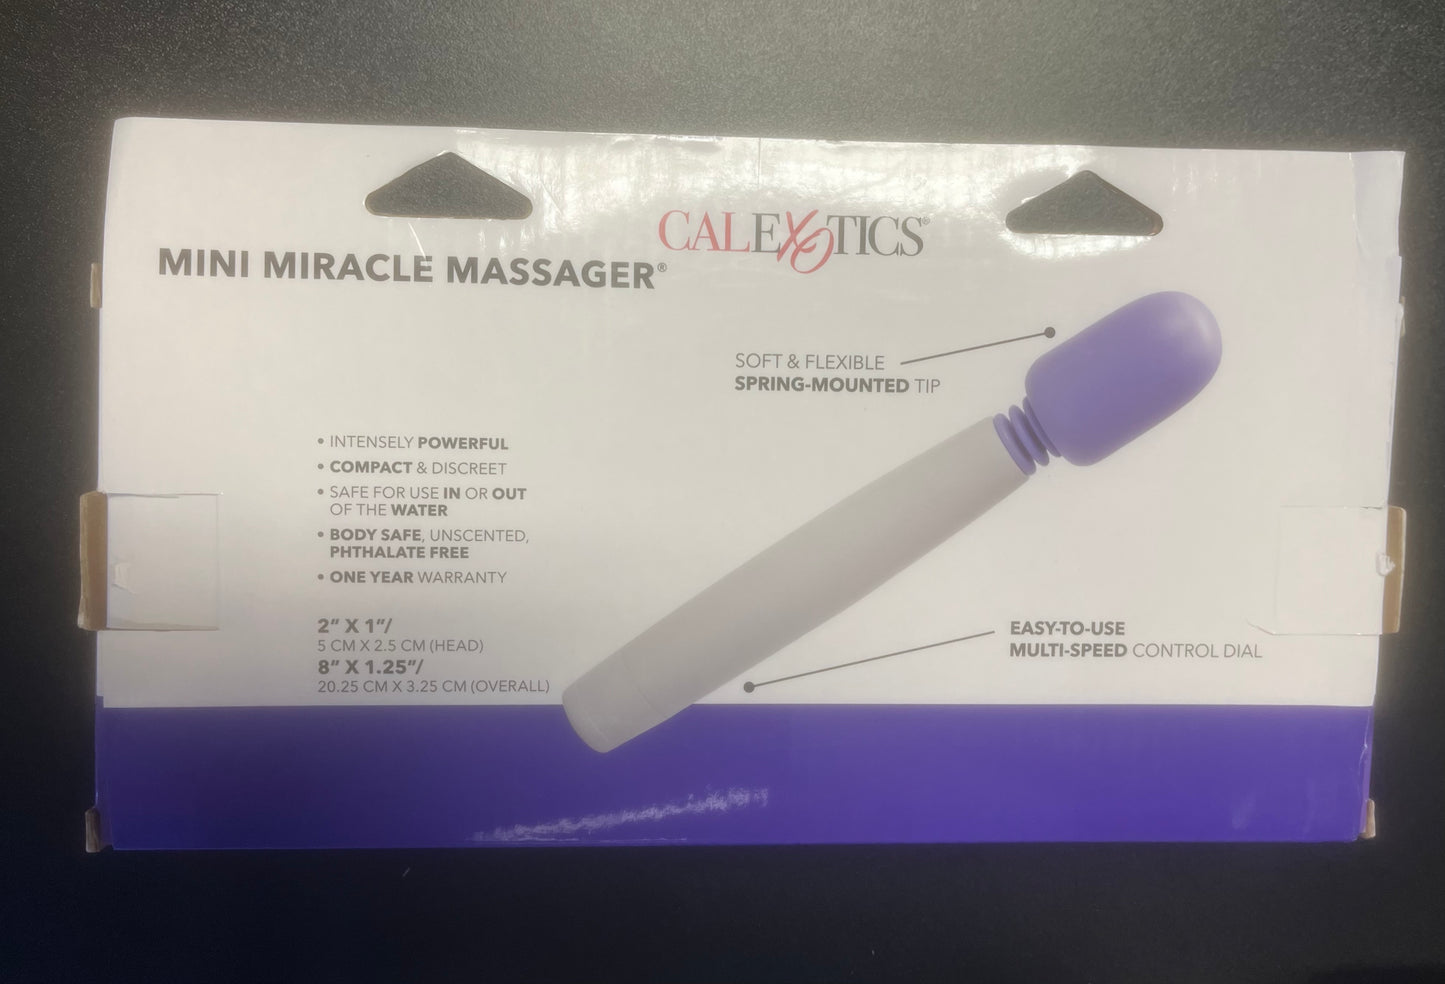 CALEXOTICS®
MINI MIRACLE MASSAGER®
SOFT & FLEXIBLE
SPRING-MOUNTED TIP
• INTENSELY POWERFUL
• COMPACT & DISCREET
• SAFE FOR USE IN OR OUT
OF THE WATER
• BODY SAFE, UNSCENTED,
PHTHALATE FREE
• ONE YEAR WARRANTY
2” X 1”/
5 CM X 2.5 CM (HEAD)
8” X 1.25”/
20.25 CM X 3.25 CM (OVERALL)
EASY-TO-USE
MULTI-SPEED CONTROL DIAL